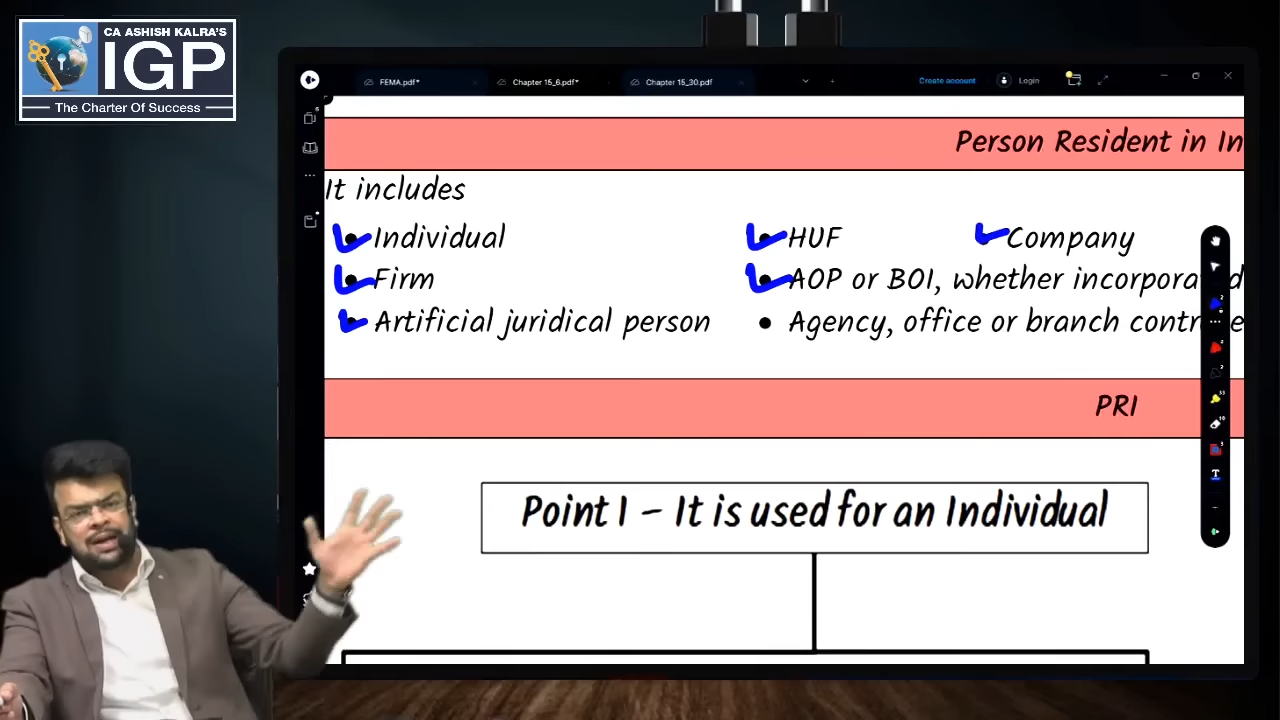 CA ASHISH KALRA'S
IGP
The Charter Of Success
FEMA.pdf*
Chapter 15_6.pdf*
Chapter 15_30.pdf
Create account
Login
Person Resident in In
It includes
Individual
HUF
Company
Firm
AOP or BOI, whether
Artificial juridical person
Agency, office or branch
PRI
Point 1 – It is used for an Individual